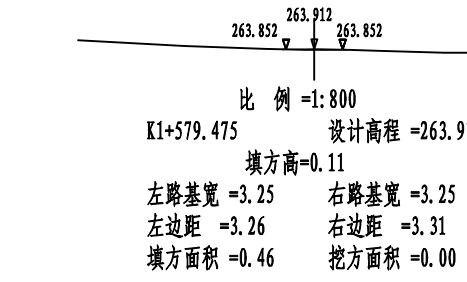 263.912
263.852 263.852
比 例 =1:800
K1+579.475 设计高程 =263.9
填方高=0.11
左路基宽 =3.25 右路基宽 =3.25
左边距 =3.26 右边距 =3.31
填方面积 =0.46 挖方面积 =0.00